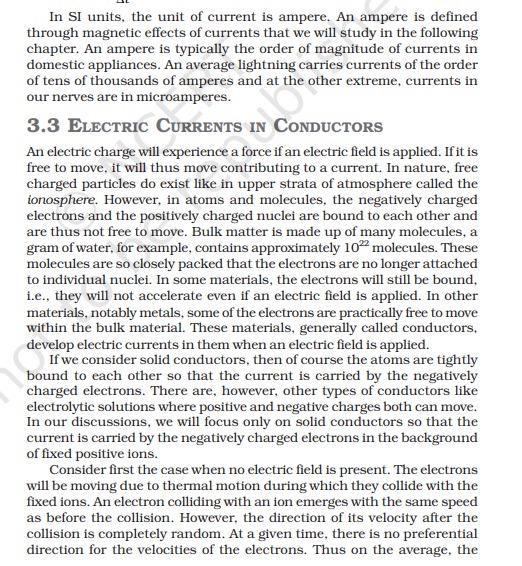 In SI units, the unit of current is ampere. An ampere is defined
through magnetic effects of currents that we will study in the following
chapter. An ampere is typically the order of magnitude of currents in
domestic appliances. An average lightning carries currents of the order
of tens of thousands of amperes and at the other extreme, currents in
our nerves are in microamperes.
3.3 ELECTRIC CURRENTS IN CONDUCTORS
An electric charge will experience a force if an electric field is applied. If it is
free to move, it will thus move contributing to a current. In nature, free
charged particles do exist like in upper strata of atmosphere called the
ionosphere. However, in atoms and molecules, the negatively charged
electrons and the positively charged nuclei are bound to each other and
are thus not free to move. Bulk matter is made up of many molecules, a
gram of water, for example, contains approximately 10²² molecules. These
molecules are so closely packed that the electrons are no longer attached
to individual nuclei. In some materials, the electrons will still be bound,
i.e., they will not accelerate even if an electric field is applied. In other
materials, notably metals, some of the electrons are practically free to move
within the bulk material. These materials, generally called conductors,
develop electric currents in them when an electric field is applied.
If we consider solid conductors, then of course the atoms are tightly
bound to each other so that the current is carried by the negatively
charged electrons. There are, however, other types of conductors like
electrolytic solutions where positive and negative charges both can move.
In our discussions, we will focus only on solid conductors so that the
current is carried by the negatively charged electrons in the background
of fixed positive ions.
Consider first the case when no electric field is present. The electrons
will be moving due to thermal motion during which they collide with the
fixed ions. An electron colliding with an ion emerges with the same speed
as before the collision. However, the direction of its velocity after the
collision is completely random. At a given time, there is no preferential
direction for the velocities of the electrons. Thus on the average, the